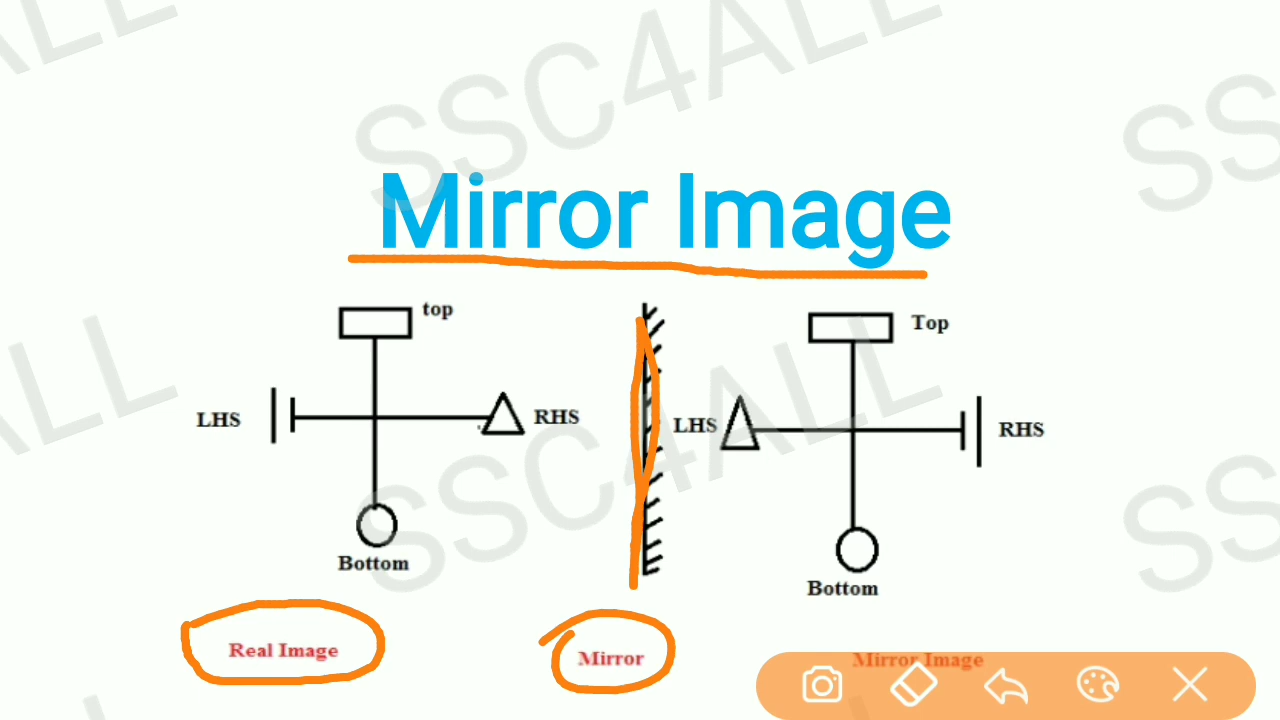 SSC4ALL
Mirror Image
top
Top
LHS
RHS
LHS
RHS
Bottom
Bottom
Real Image
Mirror
Mirror Image